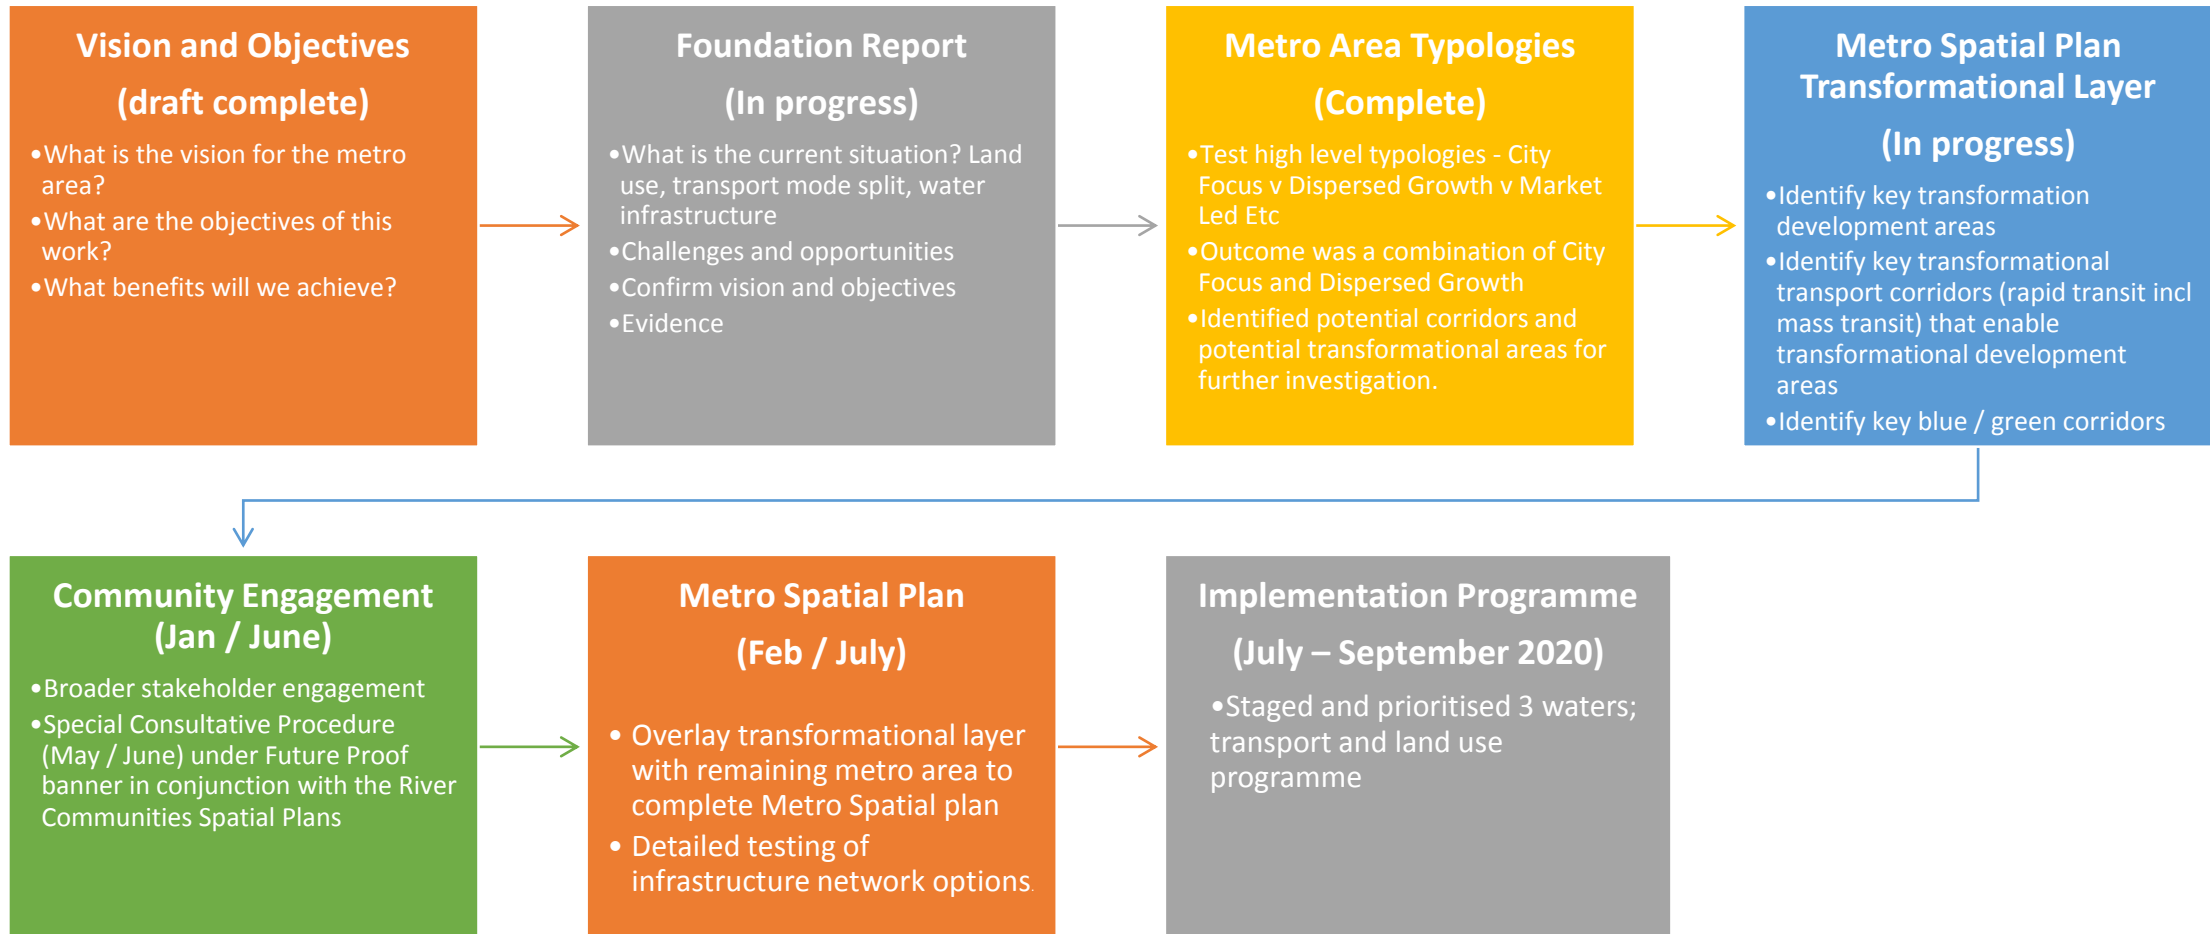 Vision and Objectives
(draft complete)
•What is the vision for the metro
area?
•What are the objectives of this
work?
•What benefits will we achieve?
Foundation Report
(In progress)
•What is the current situation? Land
use, transport mode split, water
infrastructure
•Challenges and opportunities
•Confirm vision and objectives
•Evidence
Metro Area Typologies
(Complete)
•Test high level typologies - City
Focus v Dispersed Growth v Market
Led Etc
•Outcome was a combination of City
Focus and Dispersed Growth
•Identified potential corridors and
potential transformational areas for
further investigation.
Metro Spatial Plan
Transformational Layer
(In progress)
•Identify key transformation
development areas
•Identify key transformational
transport corridors (rapid transit incl
mass transit) that enable
transformational development
areas
•Identify key blue / green corridors
Community Engagement
(Jan / June)
•Broader stakeholder engagement
•Special Consultative Procedure
(May / June) under Future Proof
banner in conjunction with the River
Communities Spatial Plans
Metro Spatial Plan
(Feb / July)
• Overlay transformational layer
with remaining metro area to
complete Metro Spatial plan
• Detailed testing of
infrastructure network options.
Implementation Programme
(July – September 2020)
•Staged and prioritised 3 waters;
transport and land use
programme